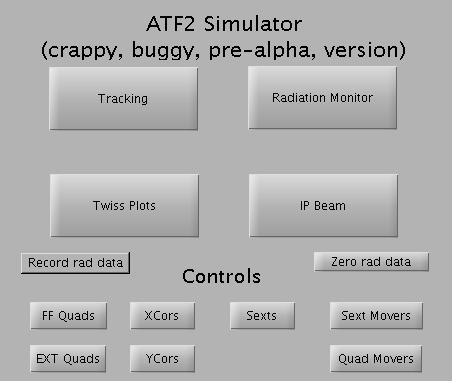 ATF2 Simulator
(crappy, buggy, pre-alpha, version)
Tracking
Radiation Monitor
Twiss Plots
IP Beam
Record rad data
Zero rad data
Controls
FF Quads
XCors
Sexts
Sext Movers
EXT Quads
YCors
Quad Movers